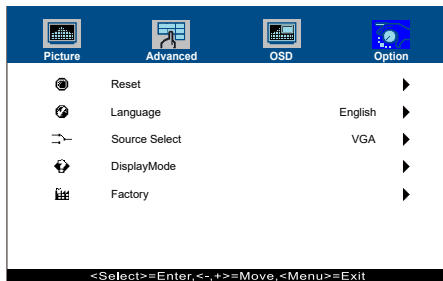 Picture Advanced OSD Option
Reset
Language English
Source Select VGA
DisplayMode
Factory
<Select>=Enter,<-,+>=Move,<Menu>=Exit